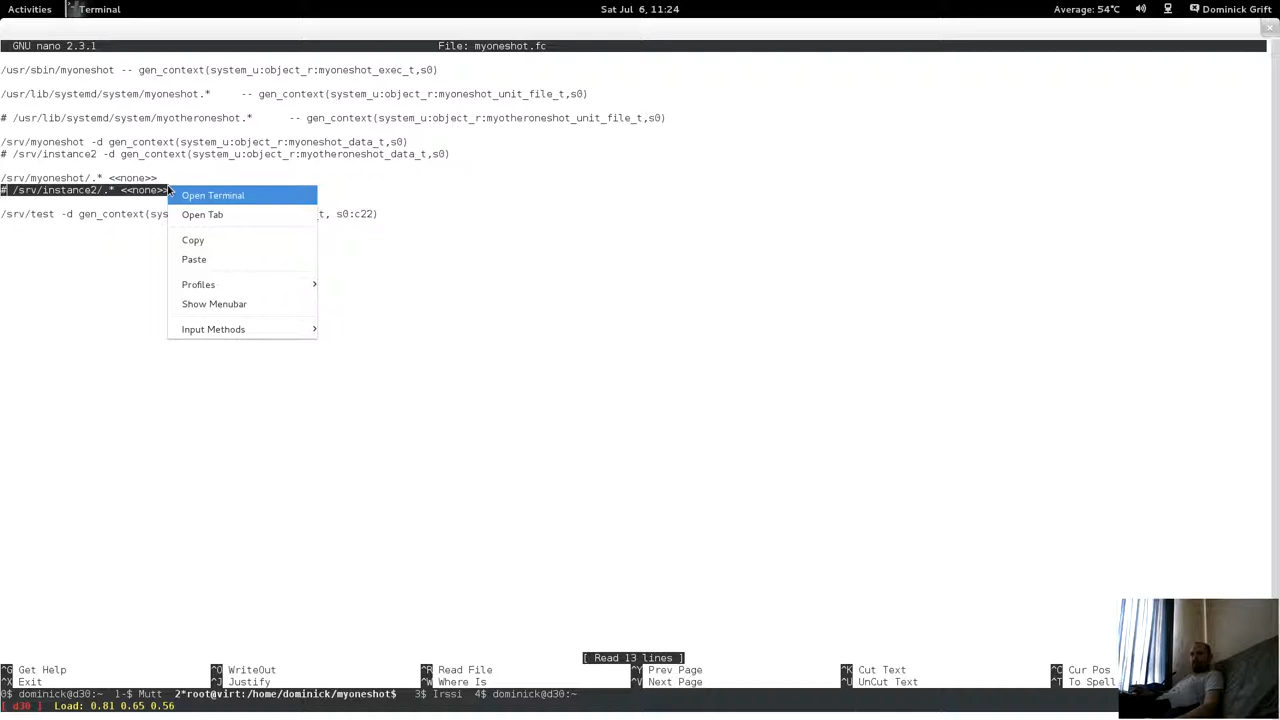 Activities Terminal Sat Jul 6, 11:24 Average: 54°C Dominick Grift
GNU nano 2.3.1 File: myoneshot.fc
/usr/sbin/myoneshot -- gen_context(system_u:object_r:myoneshot_exec_t,s0)
/usr/lib/systemd/system/myoneshot.* -- gen_context(system_u:object_r:myoneshot_unit_file_t,s0)
# /usr/lib/systemd/system/myotheroneshot.* -- gen_context(system_u:object_r:myotheroneshot_unit_file_t,s0)
/srv/myoneshot -d gen_context(system_u:object_r:myoneshot_data_t,s0)
# /srv/instance2 -d gen_context(system_u:object_r:myotheroneshot_data_t,s0)
/srv/myoneshot/.* <<none>>
# /srv/instance2/.* <<none>>
/srv/test -d gen_context(sys t, s0:c22)
Open Terminal
Open Tab
Copy
Paste
Profiles
Show Menubar
Input Methods
[ Read 13 lines ]
^G Get Help ^O WriteOut ^R Read File ^Y Prev Page ^K Cut Text ^C Cur Pos
^X Exit ^J Justify ^W Where Is ^V Next Page ^U UnCut Text ^T To Spell
0$ dominick@d30:~ 1-$ Mutt 2*root@virt:/home/dominick/myoneshot$ 3$ Irssi 4$ dominick@d30:~
[ d30 ] Load: 0.81 0.65 0.56